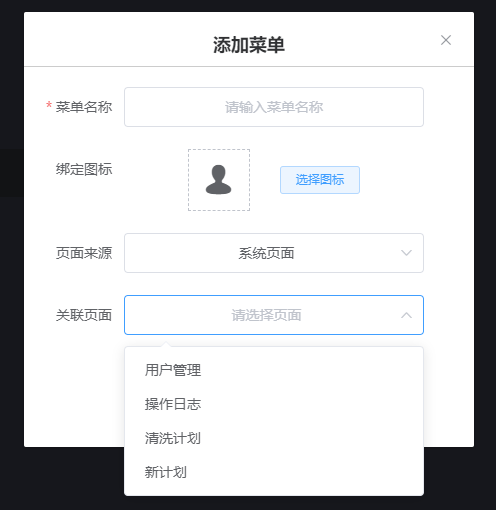 添加菜单
* 菜单名称 请输入菜单名称
绑定图标 选择图标
页面来源 系统页面
关联页面 请选择页面
用户管理
操作日志
清洗计划
新计划